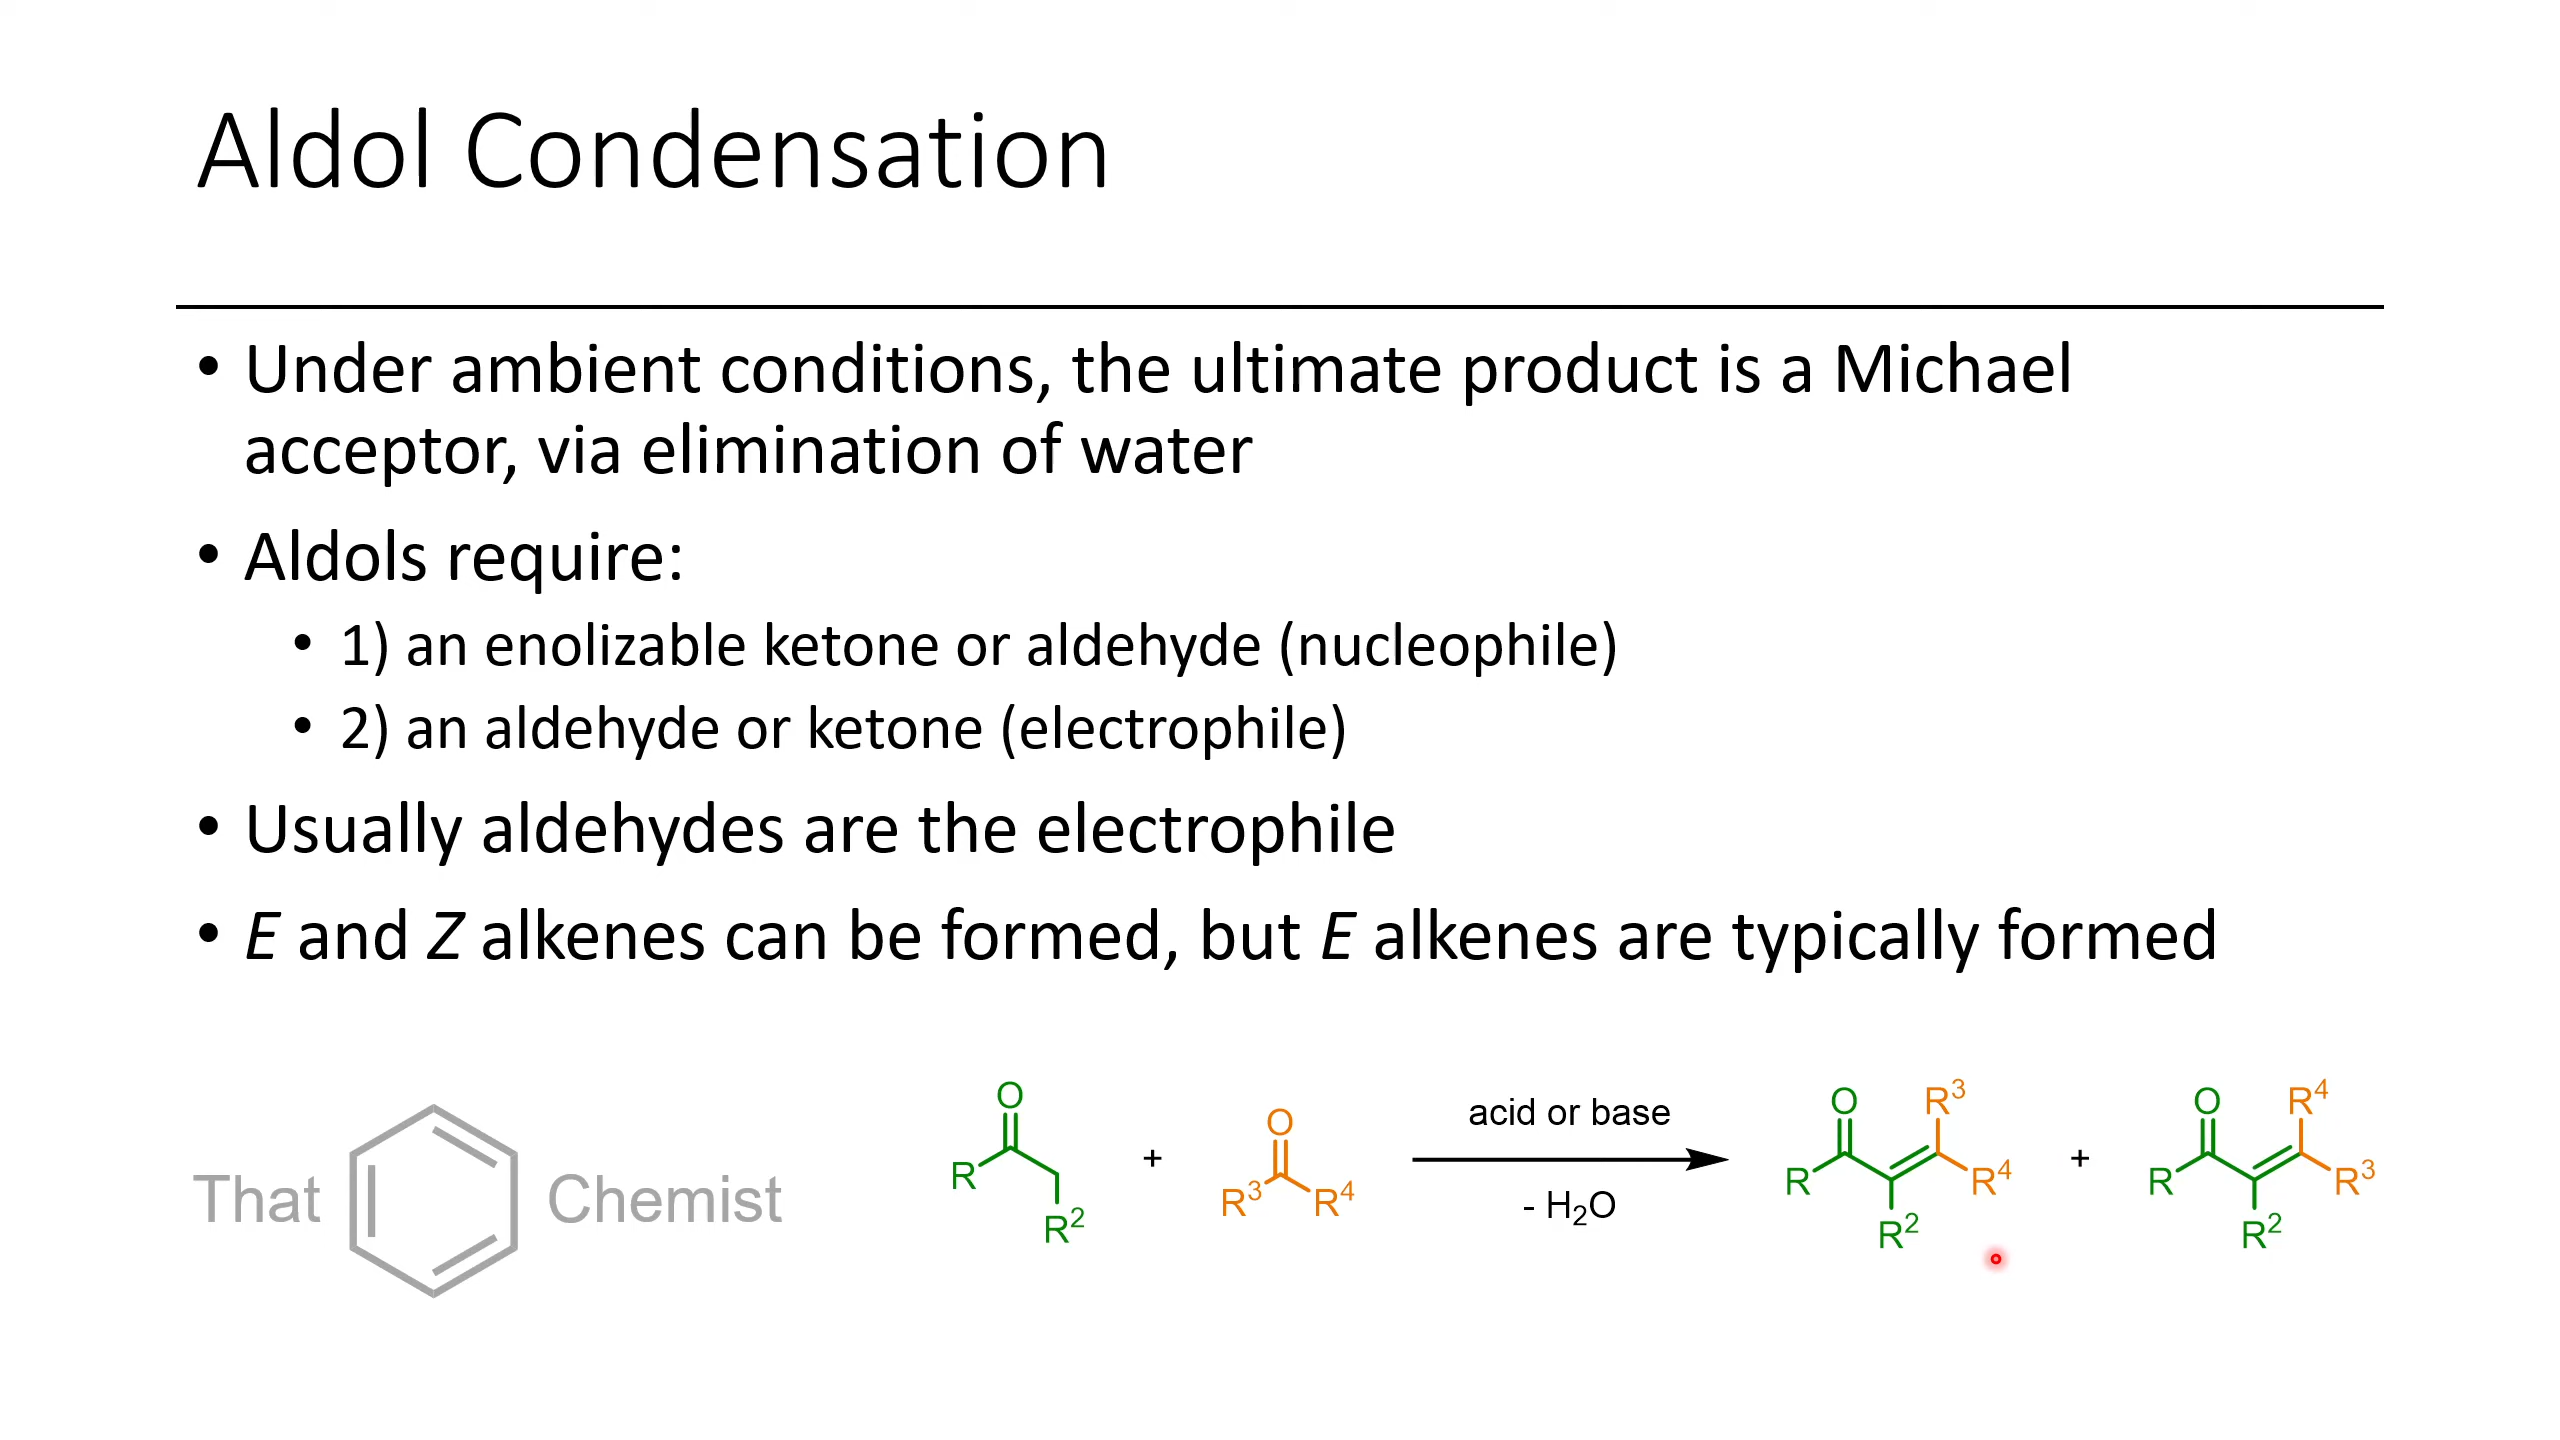 Aldol Condensation
• Under ambient conditions, the ultimate product is a Michael
acceptor, via elimination of water
• Aldols require:
• 1) an enolizable ketone or aldehyde (nucleophile)
• 2) an aldehyde or ketone (electrophile)
• Usually aldehydes are the electrophile
• E and Z alkenes can be formed, but E alkenes are typically formed
That Chemist
O
R
R²
+
O
R³ R⁴
acid or base
- H₂O
O R³
R R⁴
R²
+
O R⁴
R R³
R²